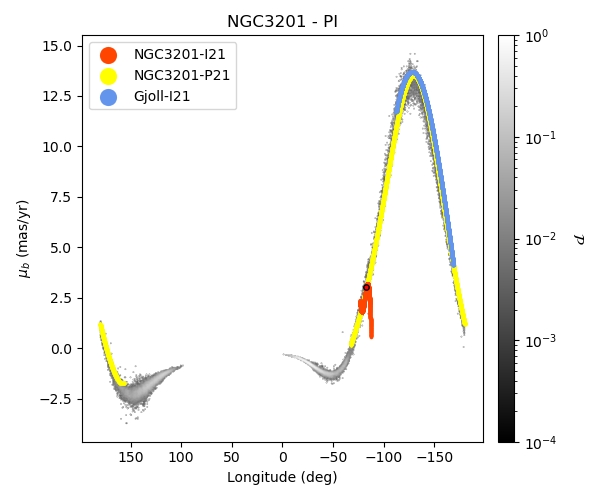 NGC3201 - PI
NGC3201-I21
NGC3201-P21
Gjoll-I21
15.0
12.5
10.0
7.5
5.0
2.5
0.0
−2.5
μ_b (mas/yr)
150 100 50 0 −50 −100 −150
Longitude (deg)
10^0
10^−1
10^−2
10^−3
10^−4
P